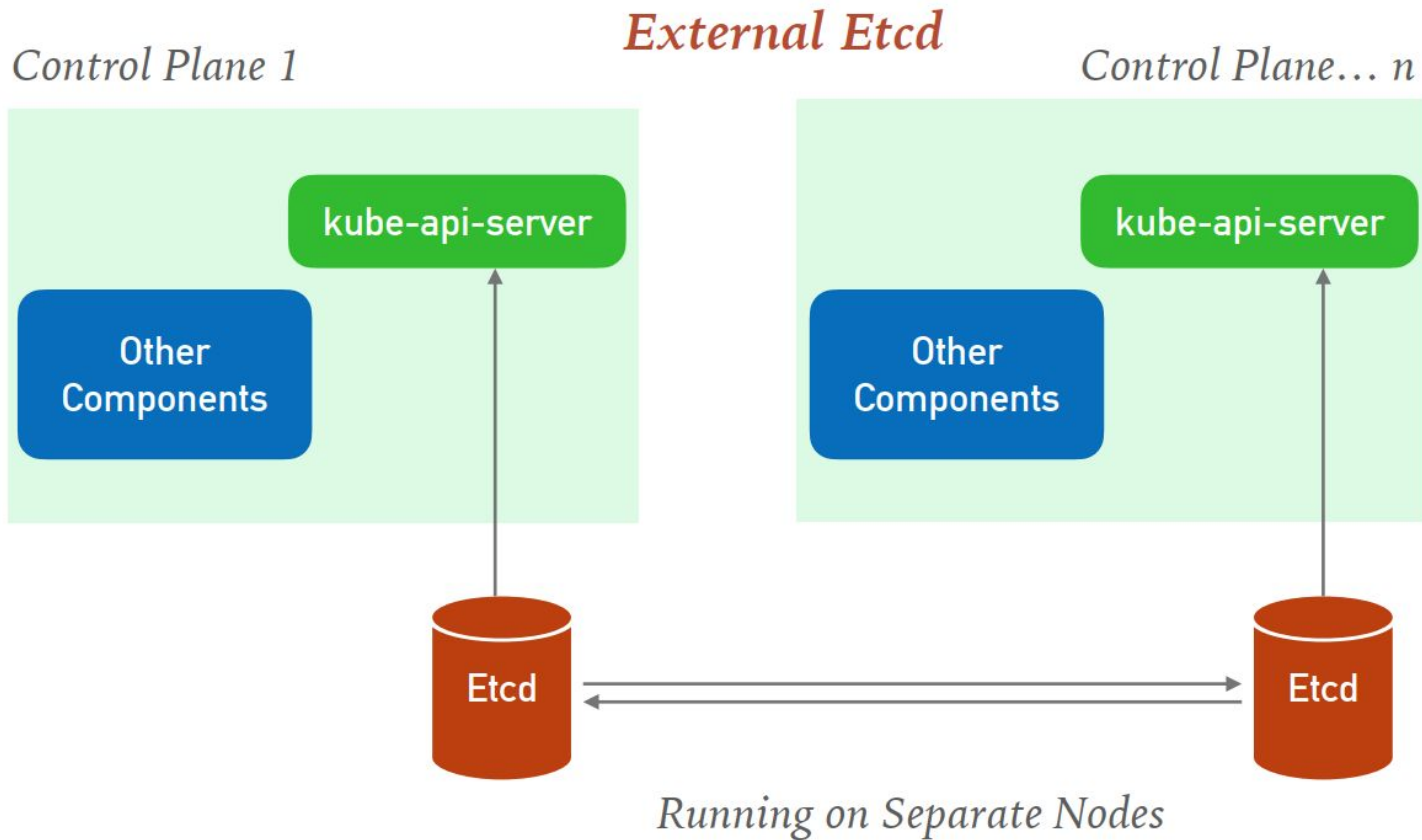 External Etcd
Control Plane 1
Control Plane... n
kube-api-server
kube-api-server
Other
Components
Other
Components
Etcd
Etcd
Running on Separate Nodes